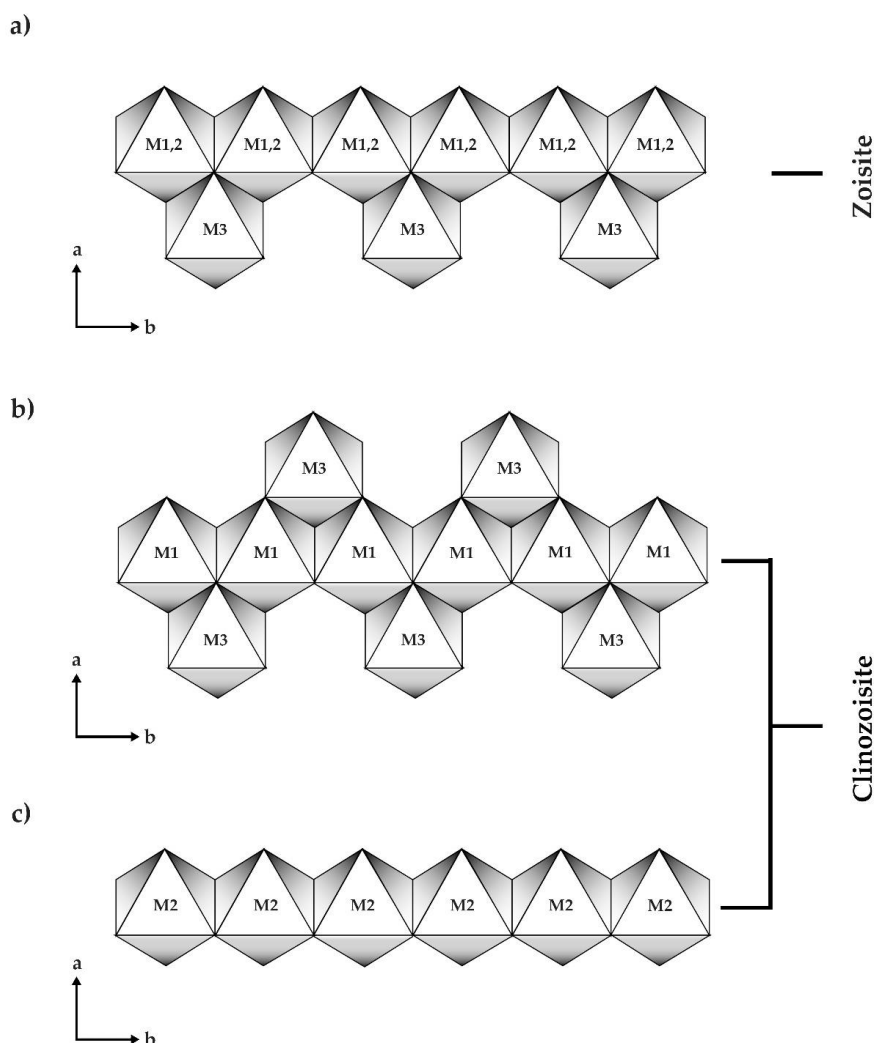 a)
M1,2 M1,2 M1,2 M1,2 M1,2 M1,2
M3 M3 M3
a
b
Zoisite
b)
M3 M3
M1 M1 M1 M1 M1 M1
M3 M3 M3
a
b
Clinozoisite
c)
M2 M2 M2 M2 M2 M2
a
b